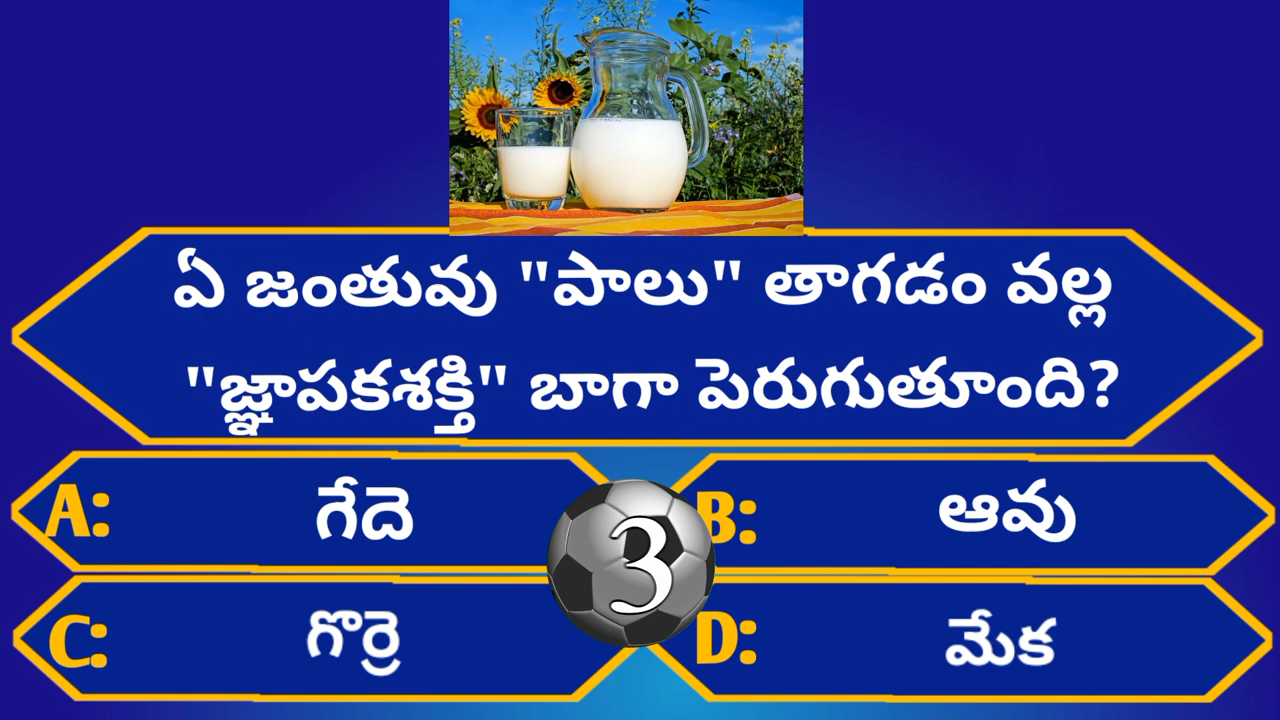 ఏ జంతువు "పాలు" తాగడం వల్ల
"జ్ఞాపకశక్తి" బాగా పెరుగుతూంది?
A: గేదె
B: ఆవు
3
C: గొర్రె
D: మేక